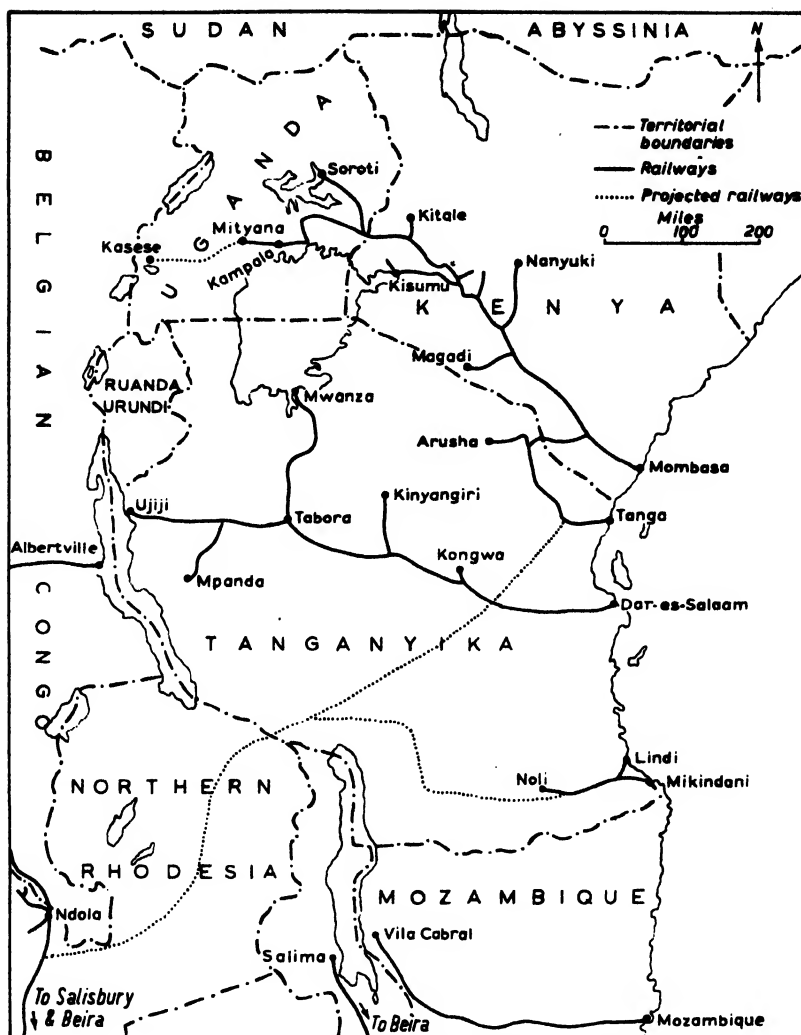 SUDAN
ABYSSINIA
N
Territorial
boundaries
Railways
Projected railways
Miles
0 100 200
UGANDA
BELGIAN
CONGO
Soroti
Kitale
Mityana
Kasese
Kampala
Nanyuki
Kisumu
KENYA
Magadi
RUANDA
URUNDI
Mwanza
Arusha
Mombasa
Ujiji
Tabora
Kinyangiri
Tanga
Albertville
Mpanda
Kongwa
Dar-es-Salaam
TANGANYIKA
Lindi
Noli
Mikindani
NORTHERN
RHODESIA
MOZAMBIQUE
Ndola
Vila Cabral
Salima
To Salisbury
& Beira
To Beira
Mozambique